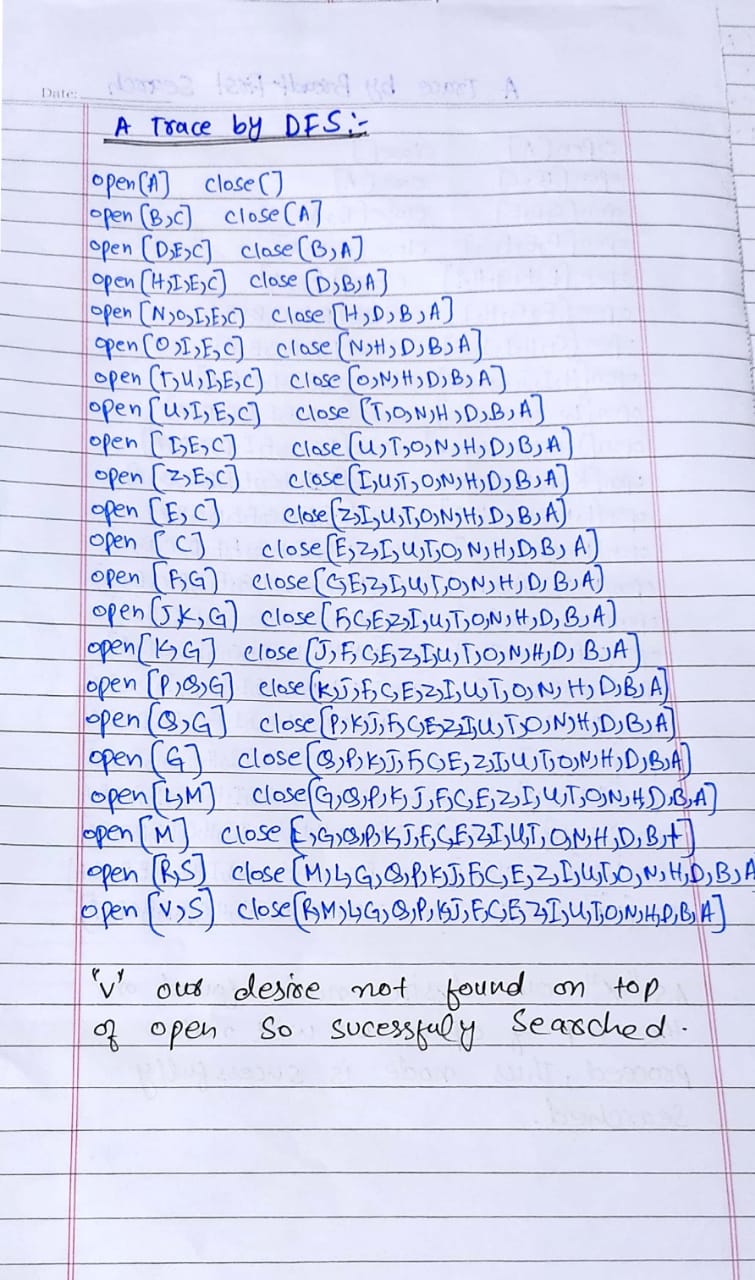 Date:
A Trace by DFS:-
open[A] close[]
open [B,C] close[A]
open [D,E,C] close[B,A]
open [H,I,E,C] close [D,B,A]
open [N,O,I,E,C] close [H,D,B,A]
open [O,I,E,C] close [N,H,D,B,A]
open [T,U,I,E,C] close [O,N,H,D,B,A]
open [U,I,E,C] close [T,O,N,H,D,B,A]
open [I,E,C] close [U,T,O,N,H,D,B,A]
open [Z,E,C] close [I,U,T,O,N,H,D,B,A]
open [E,C] close [Z,I,U,T,O,N,H,D,B,A]
open [C] close [E,Z,I,U,T,O,N,H,D,B,A]
open [F,G] close [C,E,Z,I,U,T,O,N,H,D,B,A]
open [J,K,G] close [F,C,E,Z,I,U,T,O,N,H,D,B,A]
open [K,G] close [J,F,C,E,Z,I,U,T,O,N,H,D,B,A]
open [P,Q,G] close [K,J,F,C,E,Z,I,U,T,O,N,H,D,B,A]
open [Q,G] close [P,K,J,F,C,E,Z,I,U,T,O,N,H,D,B,A]
open [G] close [Q,P,K,J,F,C,E,Z,I,U,T,O,N,H,D,B,A]
open [L,M] close [G,Q,P,K,J,F,C,E,Z,I,U,T,O,N,H,D,B,A]
open [M] close [L,G,Q,P,K,J,F,C,E,Z,I,U,T,O,N,H,D,B,A]
open [R,S] close [M,L,G,Q,P,K,J,F,C,E,Z,I,U,T,O,N,H,D,B,A
open [V,S] close [R,M,L,G,Q,P,K,J,F,C,E,Z,I,U,T,O,N,H,D,B,A]
"V" our desire not found on top
of open so sucessfuly Searched.